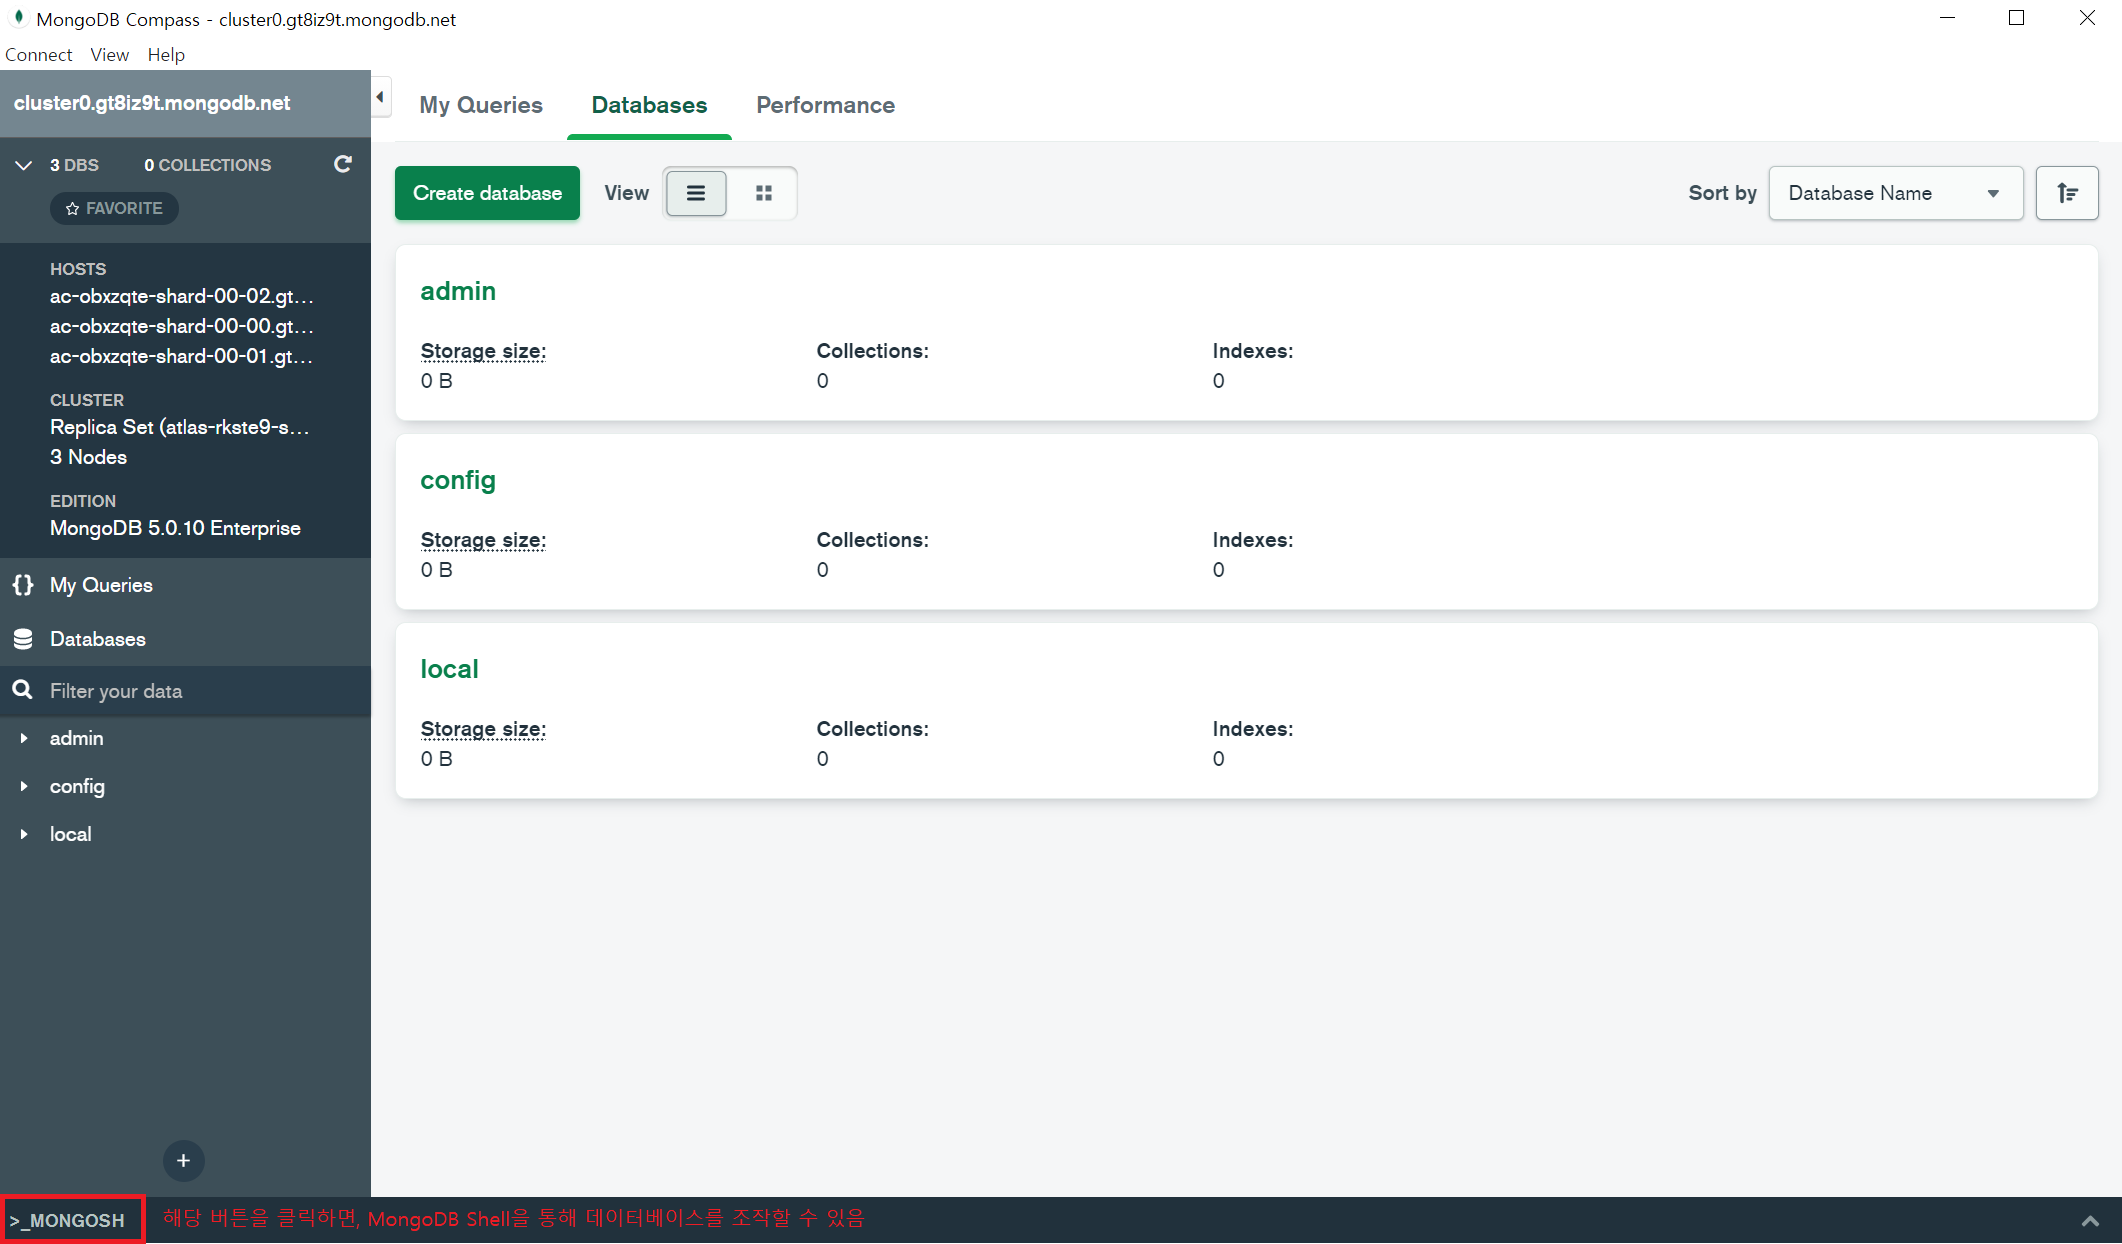 MongoDB Compass - cluster0.gt8iz9t.mongodb.net
Connect View Help
cluster0.gt8iz9t.mongodb.net
3 DBS 0 COLLECTIONS
FAVORITE
HOSTS
ac-obxzqte-shard-00-02.gt...
ac-obxzqte-shard-00-00.gt...
ac-obxzqte-shard-00-01.gt...
CLUSTER
Replica Set (atlas-rkste9-s...
3 Nodes
EDITION
MongoDB 5.0.10 Enterprise
{} My Queries
Databases
Filter your data
admin
config
local
+
My Queries Databases Performance
Create database View Sort by Database Name
admin
Storage size: Collections: Indexes:
0 B 0 0
config
Storage size: Collections: Indexes:
0 B 0 0
local
Storage size: Collections: Indexes:
0 B 0 0
>_MONGOSH 해당 버튼을 클릭하면, MongoDB Shell을 통해 데이터베이스를 조작할 수 있음